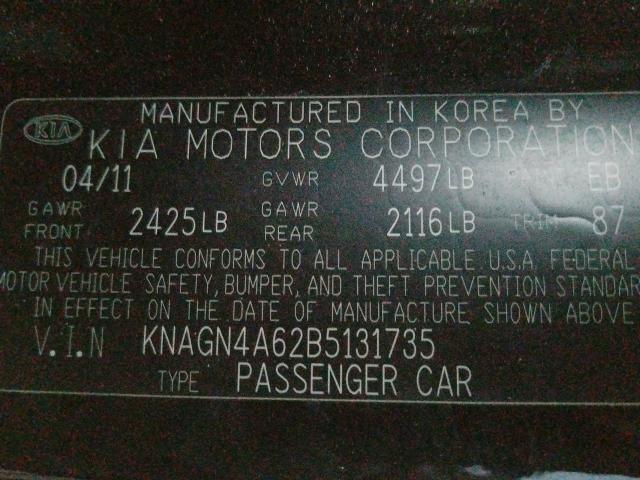 MANUFACTURED IN KOREA BY
KIA KIA MOTORS CORPORATION
04/11 GVWR 4497LB EB
GAWR FRONT 2425LB GAWR REAR 2116LB TRIM 87
THIS VEHICLE CONFORMS TO ALL APPLICABLE U.S.A. FEDERAL
MOTOR VEHICLE SAFETY, BUMPER, AND THEFT PREVENTION STANDAR
IN EFFECT ON THE DATE OF MANUFACTURE SHOWN ABOVE
V.I.N KNAGN4A62B5131735
TYPE PASSENGER CAR